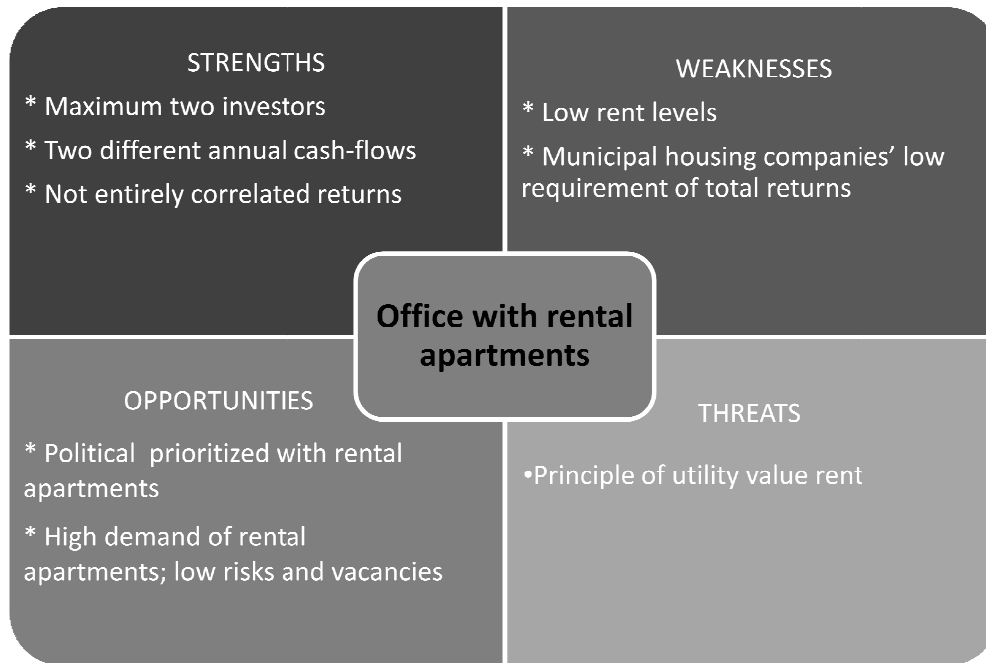 STRENGTHS
* Maximum two investors
* Two different annual cash-flows
* Not entirely correlated returns
WEAKNESSES
* Low rent levels
* Municipal housing companies’ low
requirement of total returns
Office with rental
apartments
OPPORTUNITIES
* Political  prioritized with rental
apartments
* High demand of rental
apartments; low risks and vacancies
THREATS
•Principle of utility value rent